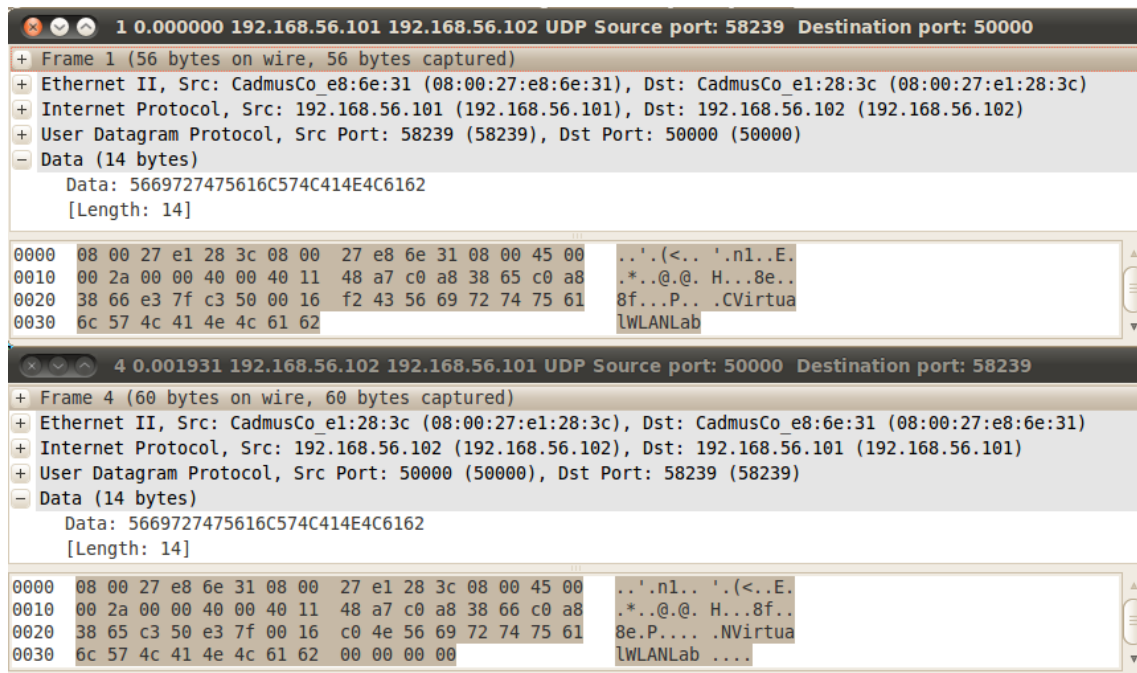 1 0.000000 192.168.56.101 192.168.56.102 UDP Source port: 58239 Destination port: 50000
+ Frame 1 (56 bytes on wire, 56 bytes captured)
+ Ethernet II, Src: CadmusCo_e8:6e:31 (08:00:27:e8:6e:31), Dst: CadmusCo_e1:28:3c (08:00:27:e1:28:3c)
+ Internet Protocol, Src: 192.168.56.101 (192.168.56.101), Dst: 192.168.56.102 (192.168.56.102)
+ User Datagram Protocol, Src Port: 58239 (58239), Dst Port: 50000 (50000)
− Data (14 bytes)
Data: 5669727475616C574C414E4C6162
[Length: 14]
0000 08 00 27 e1 28 3c 08 00 27 e8 6e 31 08 00 45 00 ..'.(<.. '.n1..E.
0010 00 2a 00 00 40 00 40 11 48 a7 c0 a8 38 65 c0 a8 .*..@.@. H...8e..
0020 38 66 e3 7f c3 50 00 16 f2 43 56 69 72 74 75 61 8f...P.. .CVirtua
0030 6c 57 4c 41 4e 4c 61 62 lWLANLab
4 0.001931 192.168.56.102 192.168.56.101 UDP Source port: 50000 Destination port: 58239
+ Frame 4 (60 bytes on wire, 60 bytes captured)
+ Ethernet II, Src: CadmusCo_e1:28:3c (08:00:27:e1:28:3c), Dst: CadmusCo_e8:6e:31 (08:00:27:e8:6e:31)
+ Internet Protocol, Src: 192.168.56.102 (192.168.56.102), Dst: 192.168.56.101 (192.168.56.101)
+ User Datagram Protocol, Src Port: 50000 (50000), Dst Port: 58239 (58239)
− Data (14 bytes)
Data: 5669727475616C574C414E4C6162
[Length: 14]
0000 08 00 27 e8 6e 31 08 00 27 e1 28 3c 08 00 45 00 ..'.n1.. '.(<..E.
0010 00 2a 00 00 40 00 40 11 48 a7 c0 a8 38 66 c0 a8 .*..@.@. H...8f..
0020 38 65 c3 50 e3 7f 00 16 c0 4e 56 69 72 74 75 61 8e.P.... .NVirtua
0030 6c 57 4c 41 4e 4c 61 62 00 00 00 00 lWLANLab ....